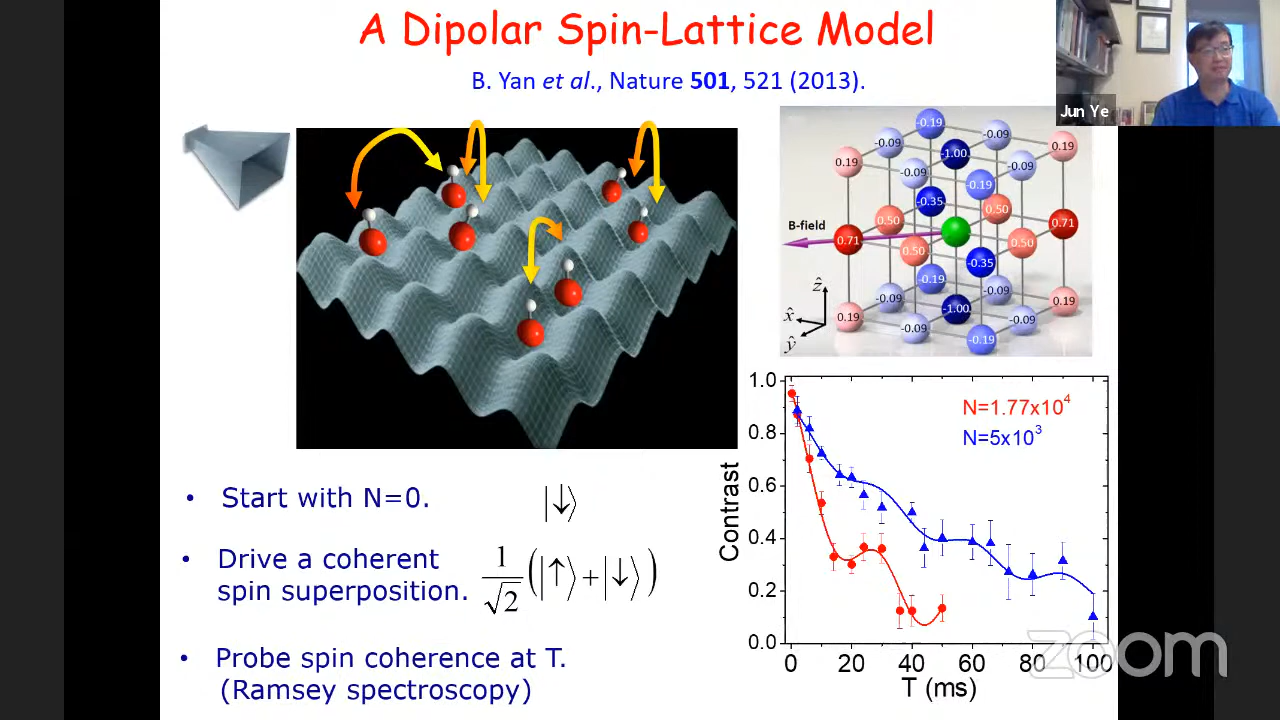 A Dipolar Spin-Lattice Model
B. Yan et al., Nature 501, 521 (2013).
Jun Ye
-0.19
-0.09
0.19
-0.09
-1.00
0.19
-0.09
-0.09
-0.19
-0.35
0.50
0.50
0.71
B-field
0.71
0.50
0.50
-0.35
-0.19
-0.09
0.19
-0.09
-1.00
0.19
-0.09
-0.09
-0.19
ẑ
x̂
ŷ
1.0
0.8
0.6
0.4
0.2
0.0
Contrast
N=1.77x10⁴
N=5x10³
0 20 40 60 80 100
T (ms)
• Start with N=0. |↓⟩
• Drive a coherent
spin superposition. 1/√2 (|↑⟩+|↓⟩)
• Probe spin coherence at T.
(Ramsey spectroscopy)
zoom